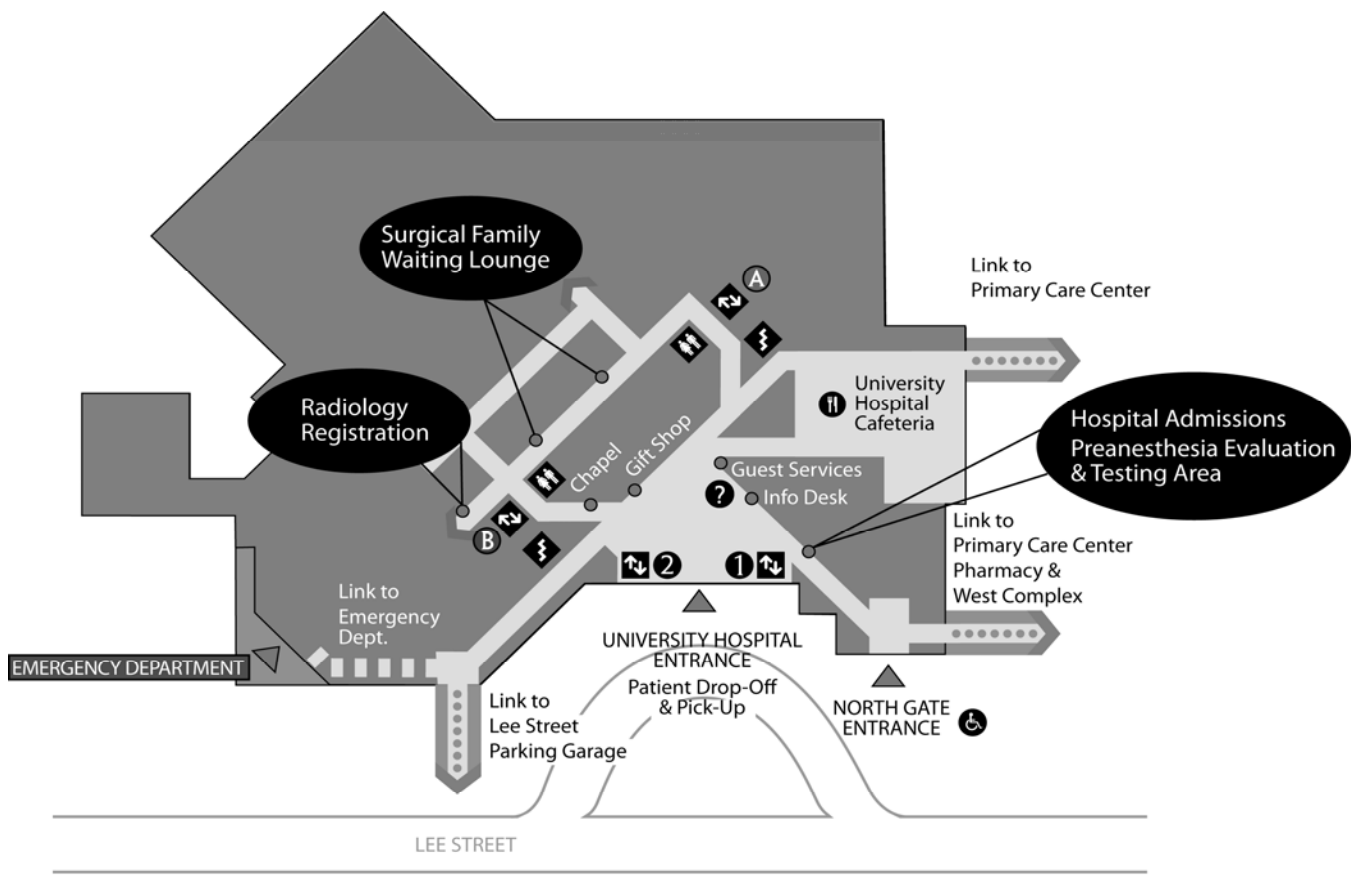 Surgical Family
Waiting Lounge
A
Link to
Primary Care Center
Radiology
Registration
University
Hospital
Cafeteria
Hospital Admissions
Preanesthesia Evaluation
& Testing Area
Chapel
Gift Shop
Guest Services
?
Info Desk
B
2
1
Link to
Primary Care Center
Pharmacy &
West Complex
Link to
Emergency
Dept.
EMERGENCY DEPARTMENT
UNIVERSITY HOSPITAL
ENTRANCE
Patient Drop-Off
& Pick-Up
Link to
Lee Street
Parking Garage
NORTH GATE
ENTRANCE
LEE STREET